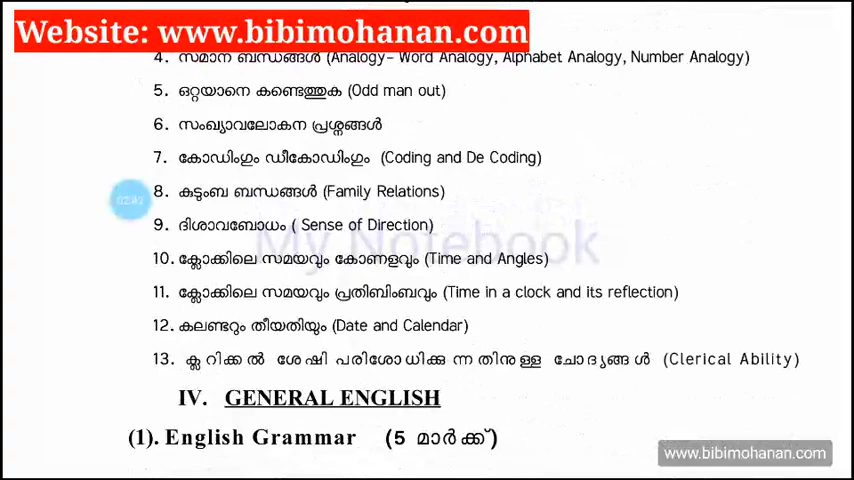 Website: www.bibimohanan.com
4. സമാന ബന്ധങ്ങൾ (Analogy– Word Analogy, Alphabet Analogy, Number Analogy)
5. ഒറ്റയാനെ കണ്ടെത്തുക (Odd man out)
6. സംഖ്യാവലോകന പ്രശ്നങ്ങൾ
7. കോഡിംഗും ഡീകോഡിംഗും (Coding and De Coding)
8. കുടുംബ ബന്ധങ്ങൾ (Family Relations)
9. ദിശാവബോധം ( Sense of Direction)
My Notebook
10. ക്ലോക്കിലെ സമയവും കോണളവും (Time and Angles)
11. ക്ലോക്കിലെ സമയവും പ്രതിബിംബവും (Time in a clock and its reflection)
12. കലണ്ടറും തീയതിയും (Date and Calendar)
13. ക്ലറിക്കൽ ശേഷി പരിശോധിക്കുന്നതിനുള്ള ചോദ്യങ്ങൾ (Clerical Ability)
IV. GENERAL ENGLISH
(1). English Grammar (5 മാർക്ക്)
www.bibimohanan.com